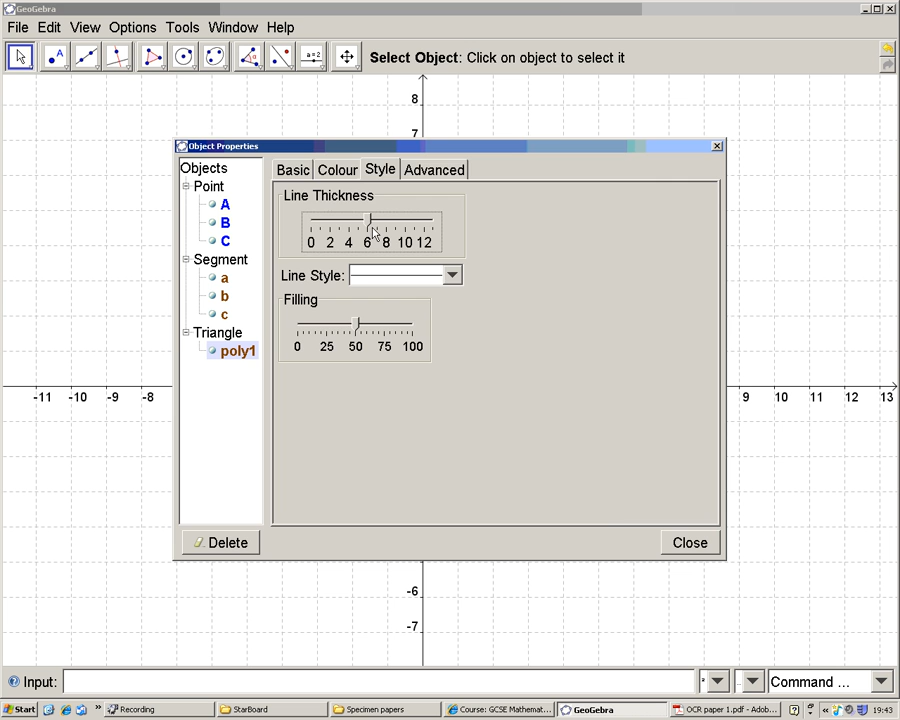 GeoGebra
File Edit View Options Tools Window Help
Select Object: Click on object to select it
8
7
Object Properties
Objects
Point
A
B
C
Segment
a
b
c
Triangle
poly1
Basic Colour Style Advanced
Line Thickness
0 2 4 6 8 10 12
Line Style:
Filling
0 25 50 75 100
Delete
Close
-11 -10 -9 -8 9 10 11 12 13
-6
-7
Input:
Command ...
Start » Recording StarBoard Specimen papers Course: GCSE Mathemat... GeoGebra OCR paper 1.pdf - Adob... « 19:43